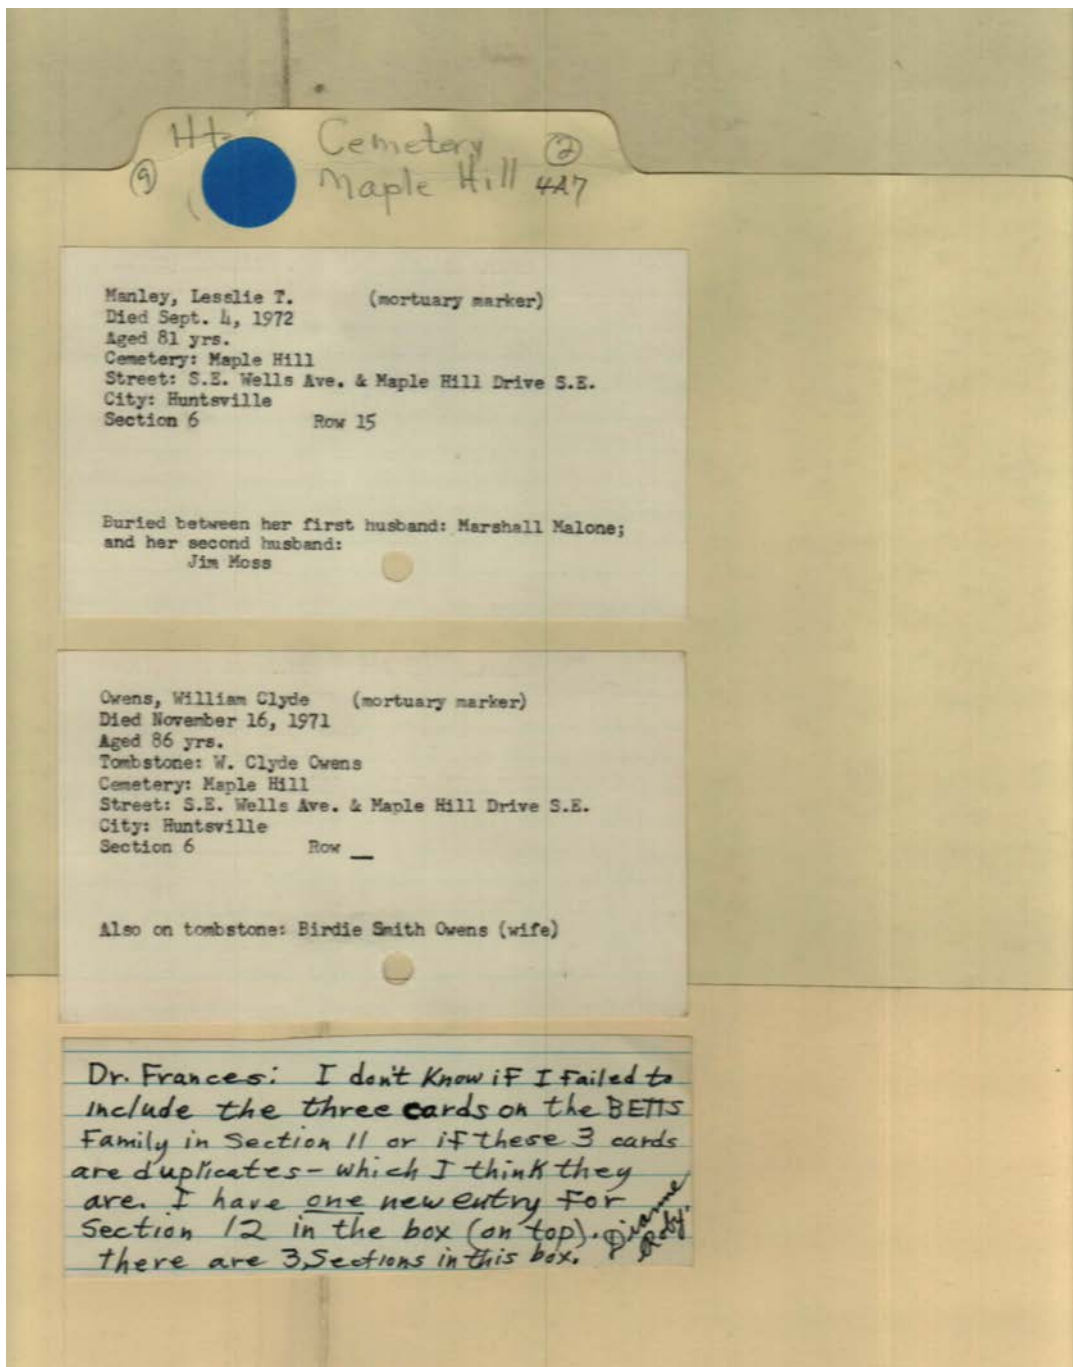 Cemetery ②
⑨ Maple Hill 4A7
Manley, Lesslie T. (mortuary marker)
Died Sept. 4, 1972
Aged 81 yrs.
Cemetery: Maple Hill
Street: S.E. Wells Ave. & Maple Hill Drive S.E.
City: Huntsville
Section 6 Row 15
Buried between her first husband: Marshall Malone;
and her second husband:
Jim Moss
Owens, William Clyde (mortuary marker)
Died November 16, 1971
Aged 86 yrs.
Tombstone: W. Clyde Owens
Cemetery: Maple Hill
Street: S.E. Wells Ave. & Maple Hill Drive S.E.
City: Huntsville
Section 6 Row __
Also on tombstone: Birdie Smith Owens (wife)
Dr. Frances: I don't Know if I failed to
include the three cards on the BETTS
Family in Section 11 or if these 3 cards
are duplicates - which I think they
are. I have one new entry for
Section 12 in the box (on top).
there are 3 Sections in this box.
Dianne